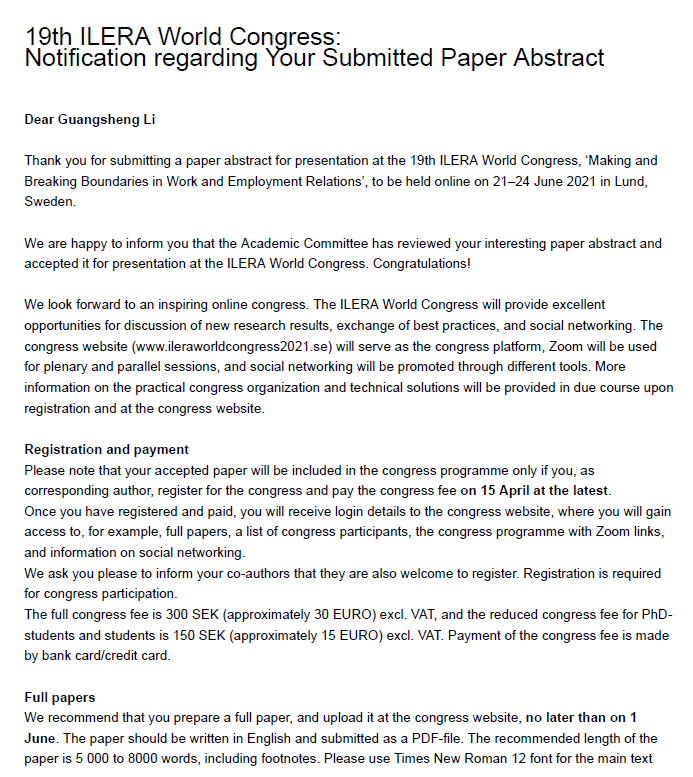 19th ILERA World Congress:
Notification regarding Your Submitted Paper Abstract
Dear Guangsheng Li
Thank you for submitting a paper abstract for presentation at the 19th ILERA World Congress, ‘Making and
Breaking Boundaries in Work and Employment Relations’, to be held online on 21–24 June 2021 in Lund,
Sweden.
We are happy to inform you that the Academic Committee has reviewed your interesting paper abstract and
accepted it for presentation at the ILERA World Congress. Congratulations!
We look forward to an inspiring online congress. The ILERA World Congress will provide excellent
opportunities for discussion of new research results, exchange of best practices, and social networking. The
congress website (www.ileraworldcongress2021.se) will serve as the congress platform, Zoom will be used
for plenary and parallel sessions, and social networking will be promoted through different tools. More
information on the practical congress organization and technical solutions will be provided in due course upon
registration and at the congress website.
Registration and payment
Please note that your accepted paper will be included in the congress programme only if you, as
corresponding author, register for the congress and pay the congress fee on 15 April at the latest.
Once you have registered and paid, you will receive login details to the congress website, where you will gain
access to, for example, full papers, a list of congress participants, the congress programme with Zoom links,
and information on social networking.
We ask you please to inform your co-authors that they are also welcome to register. Registration is required
for congress participation.
The full congress fee is 300 SEK (approximately 30 EURO) excl. VAT, and the reduced congress fee for PhD-
students and students is 150 SEK (approximately 15 EURO) excl. VAT. Payment of the congress fee is made
by bank card/credit card.
Full papers
We recommend that you prepare a full paper, and upload it at the congress website, no later than on 1
June. The paper should be written in English and submitted as a PDF-file. The recommended length of the
paper is 5 000 to 8000 words, including footnotes. Please use Times New Roman 12 font for the main text